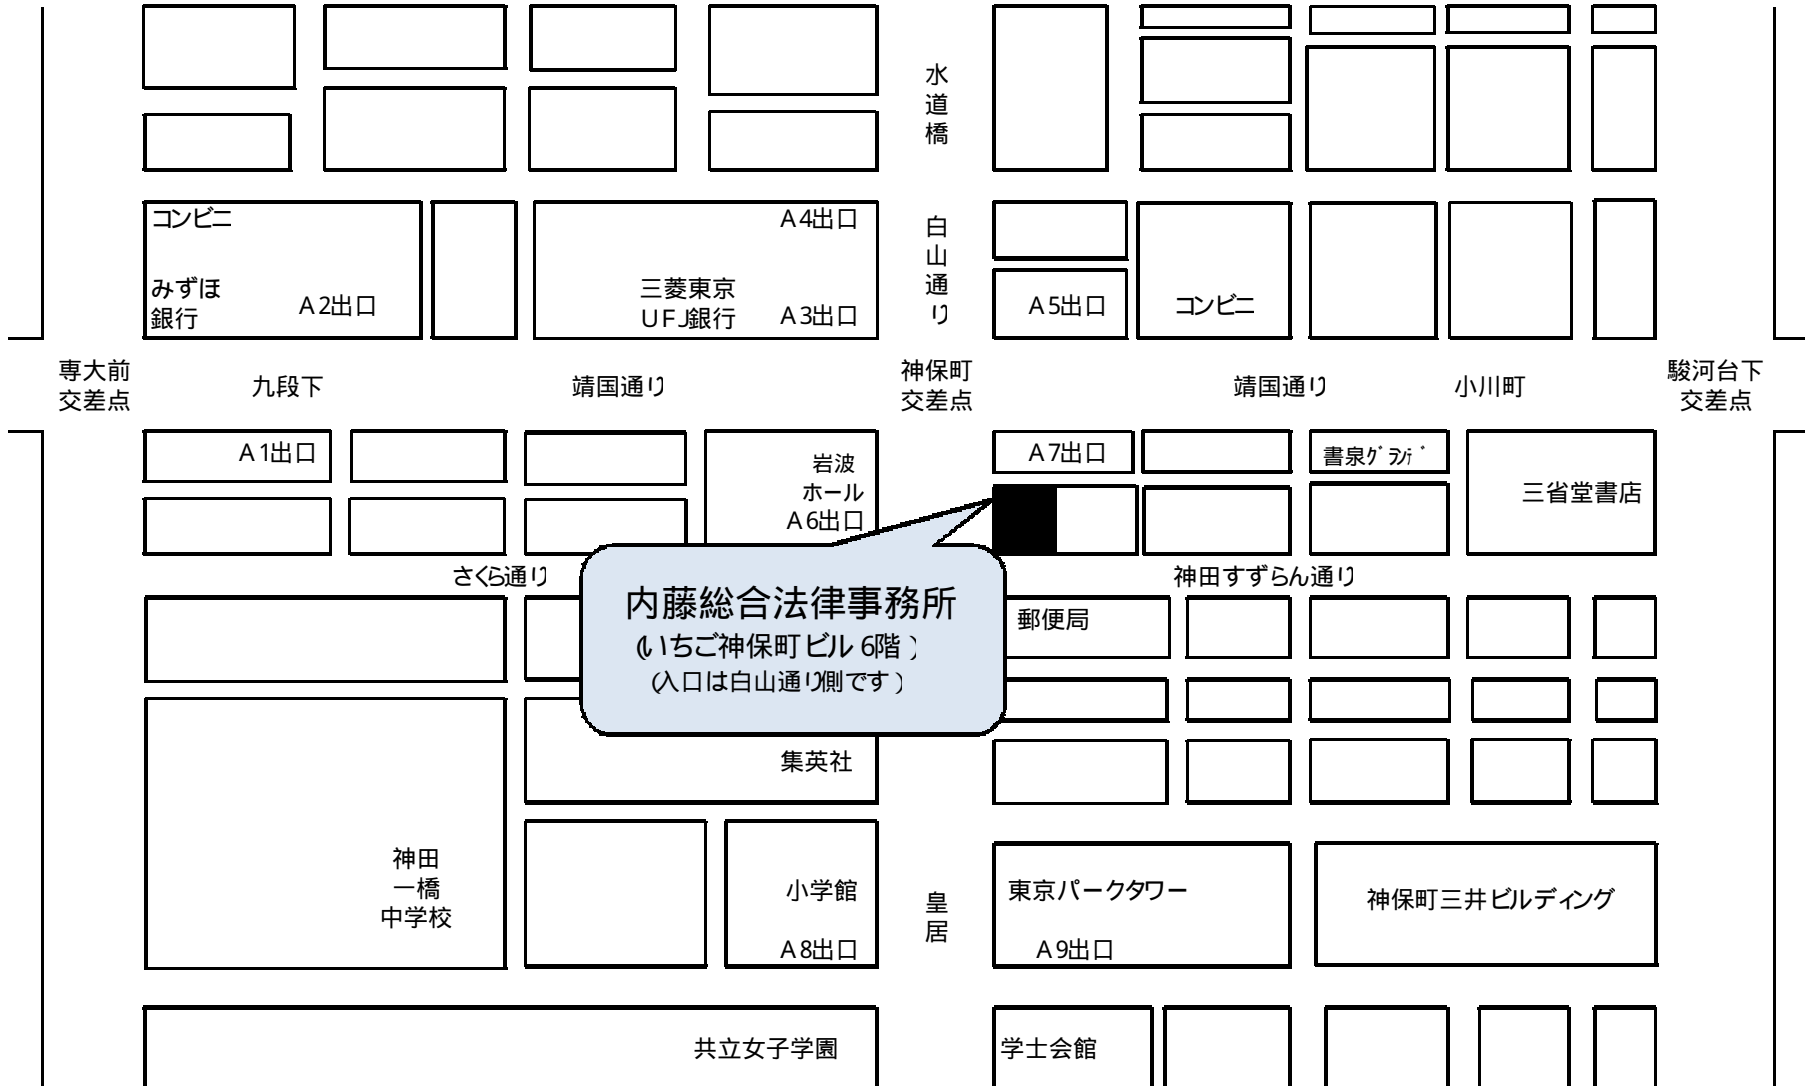 水道橋
コンビニ
A4出口
白山通り
みずほ
銀行
A2出口
三菱東京
UFJ銀行
A3出口
A5出口
コンビニ
専大前
交差点
九段下
靖国通り
神保町
交差点
靖国通り
小川町
駿河台下
交差点
A1出口
岩波
ホール
A6出口
A7出口
書泉グランデ
三省堂書店
さくら通り
神田すずらん通り
内藤総合法律事務所
(いちご神保町ビル6階)
(入口は白山通り側です)
郵便局
集英社
神田
一橋
中学校
小学館
A8出口
皇居
東京パークタワー
A9出口
神保町三井ビルディング
共立女子学園
学士会館